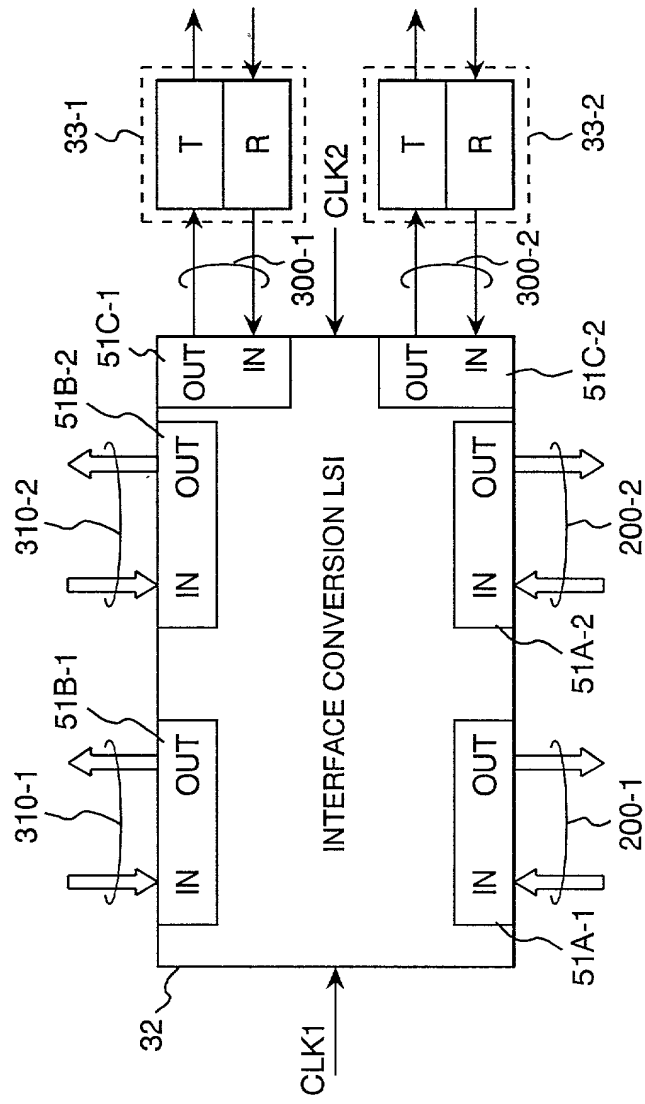 310-1
310-2
51B-1
51B-2
51C-1
33-1
32
IN
OUT
IN
OUT
OUT
IN
T
R
300-1
CLK1
INTERFACE CONVERSION LSI
CLK2
IN
OUT
IN
OUT
OUT
IN
T
R
300-2
51A-1
200-1
51A-2
200-2
51C-2
33-2